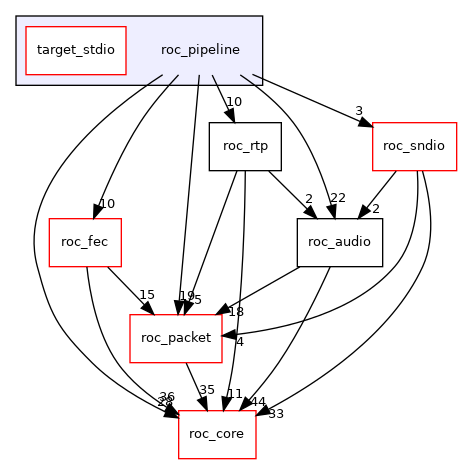 target_stdio roc_pipeline
10 3
roc_rtp roc_sndio
10 2 22 2
roc_fec roc_audio
15 19 5 18
roc_packet 4
36 35 11 44
28 33
roc_core